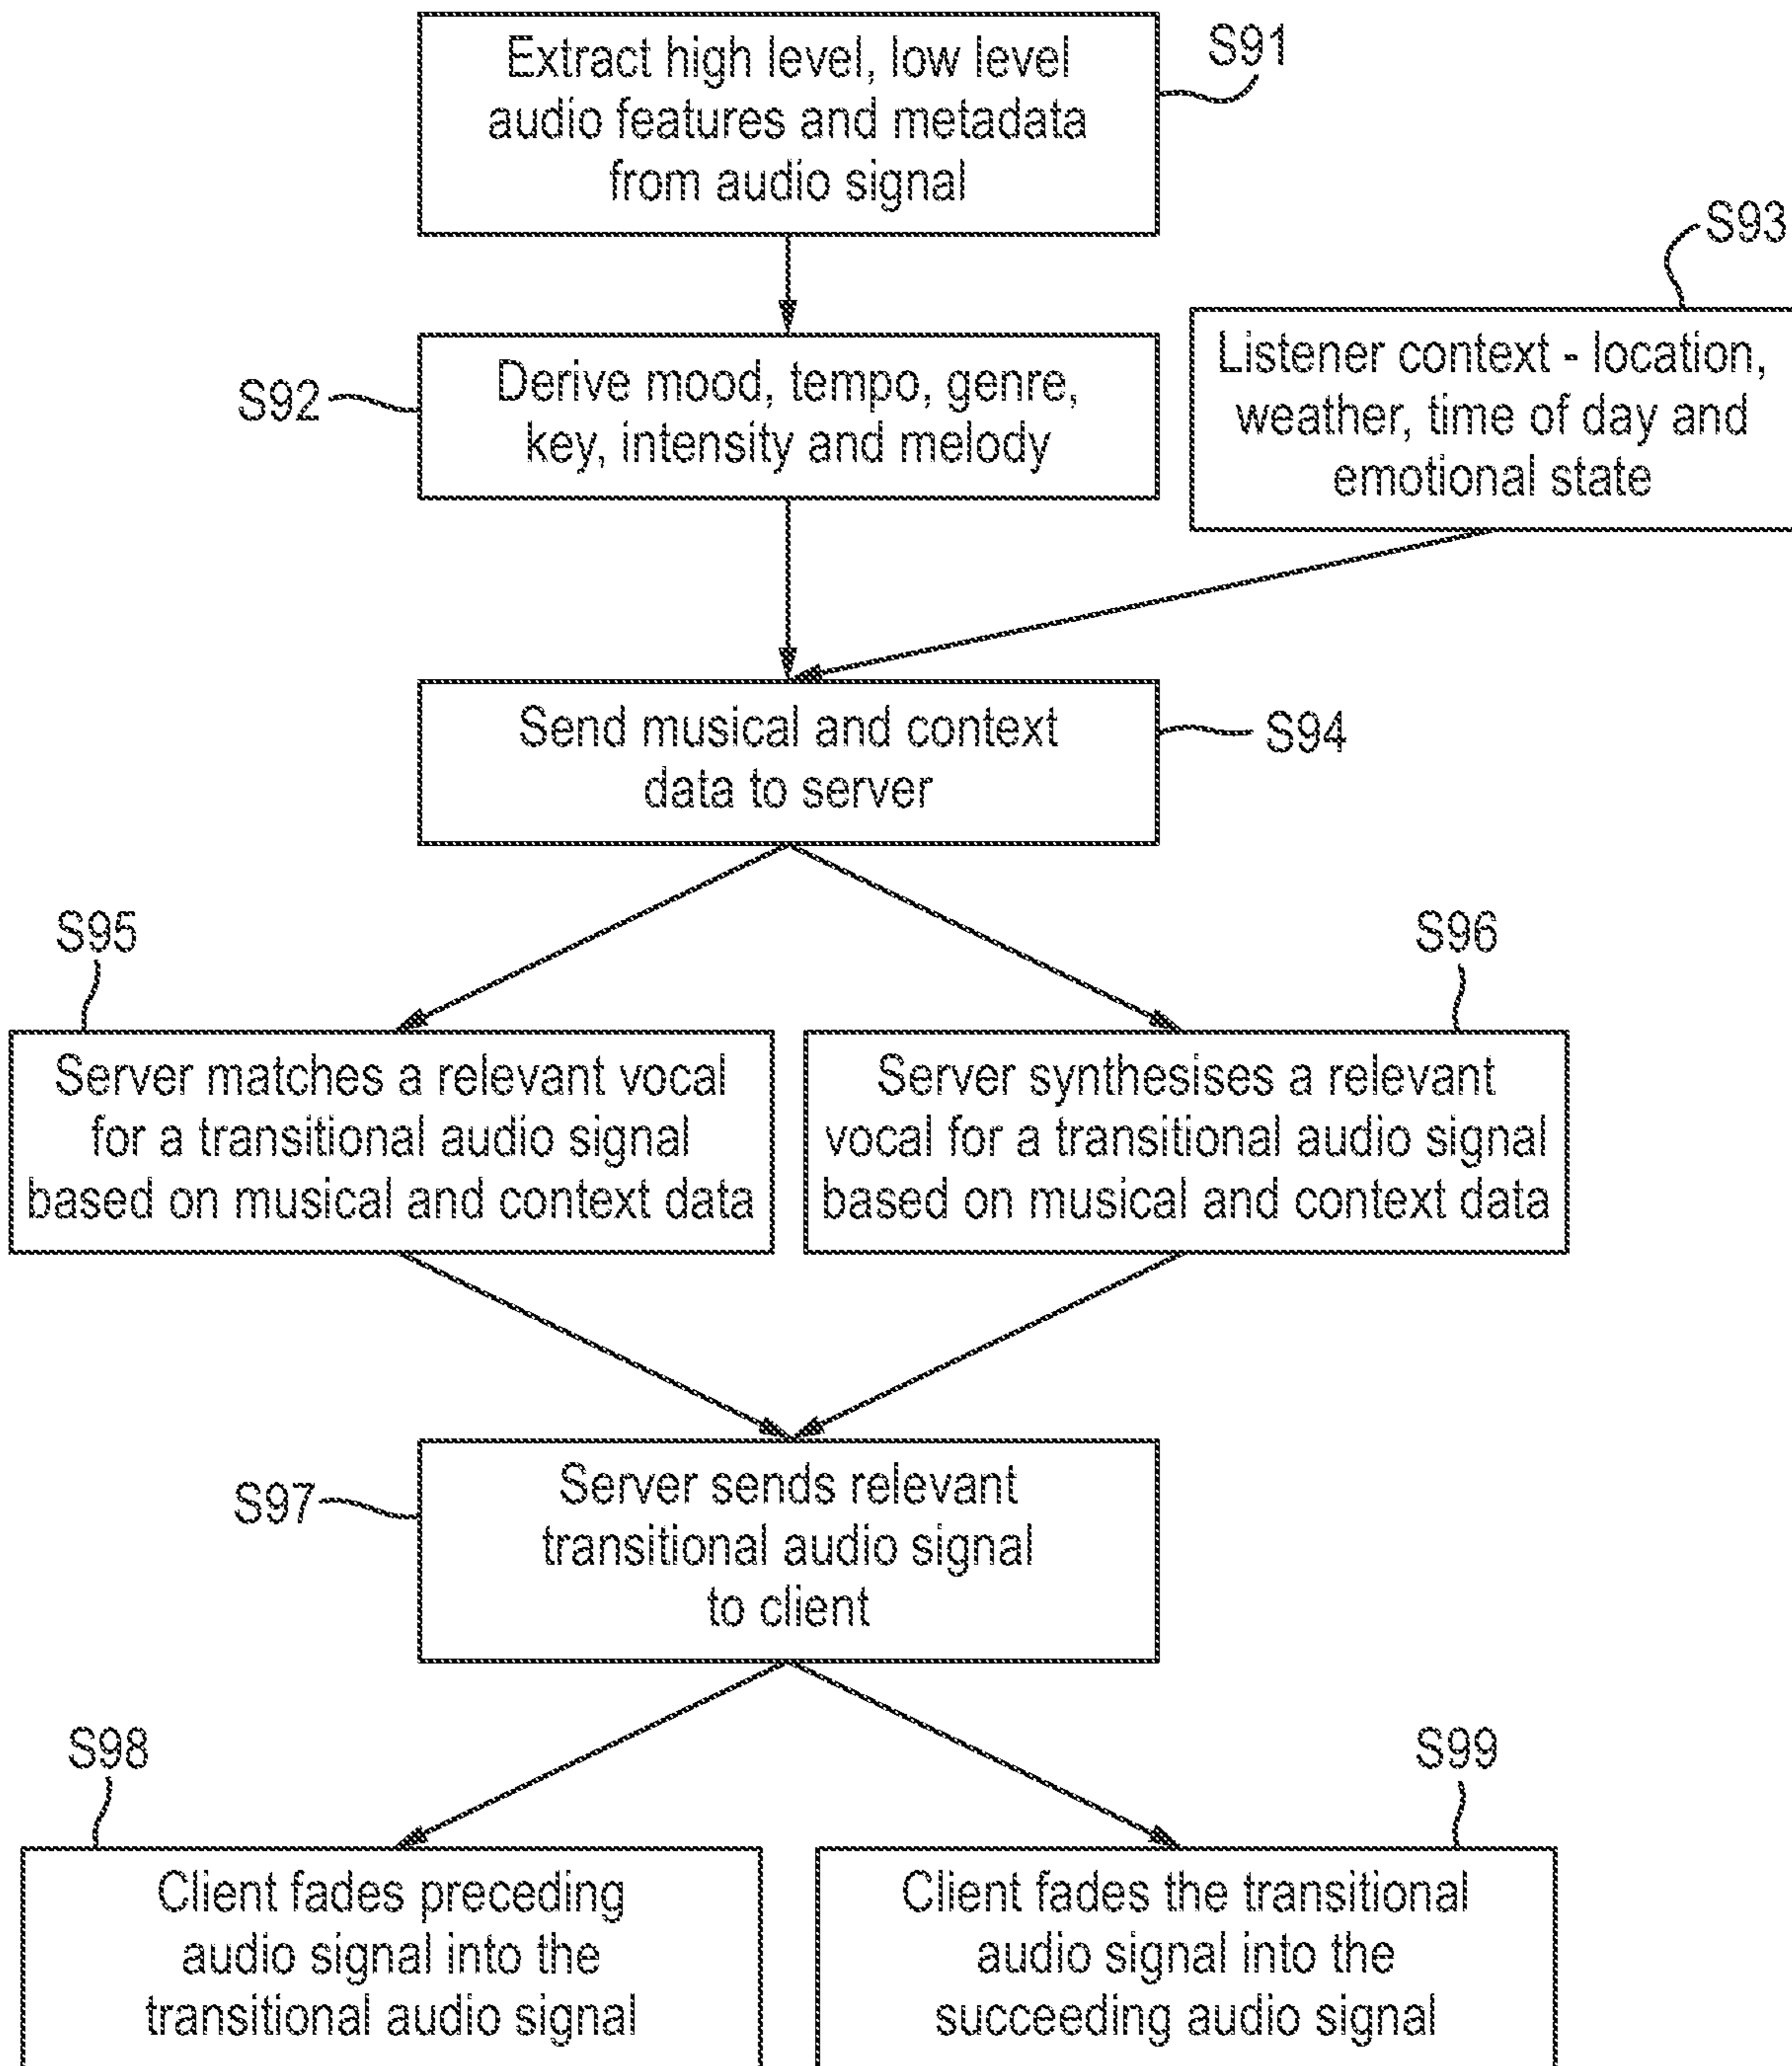 Extract high level, low level
audio features and metadata
from audio signal
S91
S92
Derive mood, tempo, genre,
key, intensity and melody
S93
Listener context - location,
weather, time of day and
emotional state
Send musical and context
data to server
S94
S95
Server matches a relevant vocal
for a transitional audio signal
based on musical and context data
S96
Server synthesises a relevant
vocal for a transitional audio signal
based on musical and context data
S97
Server sends relevant
transitional audio signal
to client
S98
Client fades preceding
audio signal into the
transitional audio signal
S99
Client fades the transitional
audio signal into the
succeeding audio signal